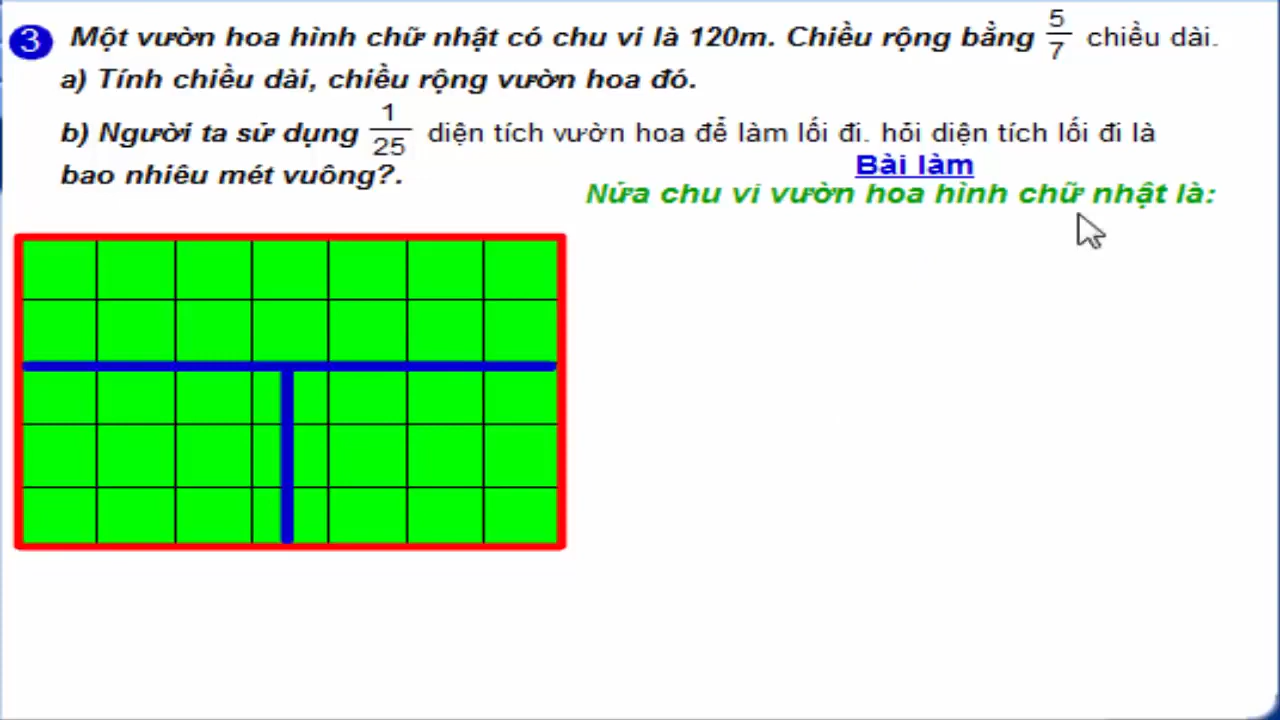 3 Một vườn hoa hình chữ nhật có chu vi là 120m. Chiều rộng bằng 5/7 chiều dài.
a) Tính chiều dài, chiều rộng vườn hoa đó.
b) Người ta sử dụng 1/25 diện tích vườn hoa để làm lối đi. hỏi diện tích lối đi là
bao nhiêu mét vuông?.
Bài làm
Nửa chu vi vườn hoa hình chữ nhật là: